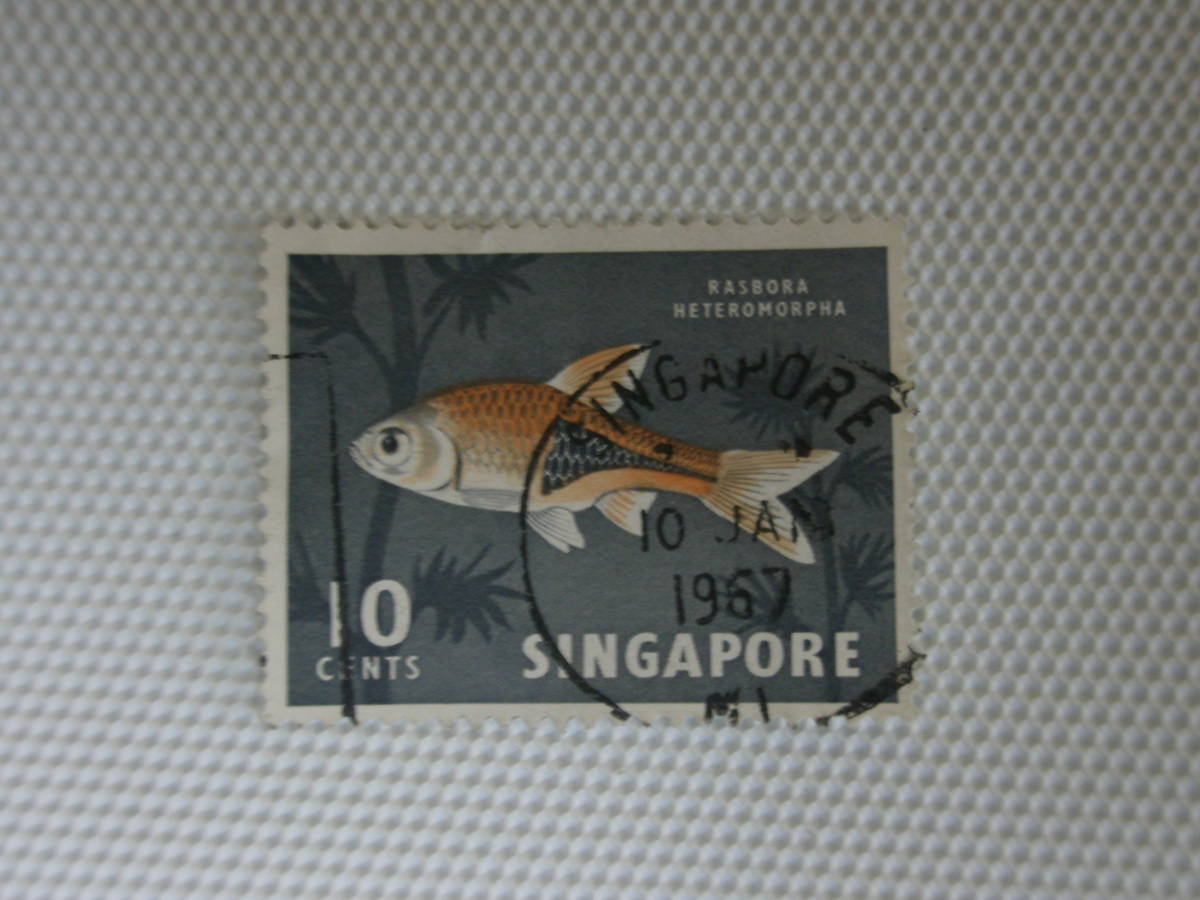 RASBORA
HETEROMORPHA
SINGAPORE
10 JAN
1967
10
CENTS
SINGAPORE